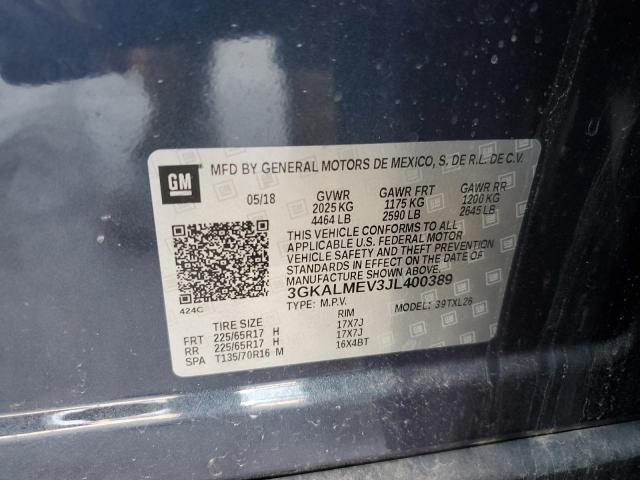 GM
MFD BY GENERAL MOTORS DE MEXICO, S. DE R.L. DE C.V.
05/18 GVWR GAWR FRT GAWR RR
2025 KG 1175 KG 1200 KG
4464 LB 2590 LB 2645 LB
THIS VEHICLE CONFORMS TO ALL
APPLICABLE U.S. FEDERAL MOTOR
VEHICLE SAFETY AND THEFT PREVENTION
STANDARDS IN EFFECT ON THE DATE OF
MANUFACTURE SHOWN ABOVE.
3GKALMEV3JL400389
TYPE: M.P.V. MODEL: 39TXL26
424C
TIRE SIZE RIM
FRT 225/65R17 H 17X7J
RR 225/65R17 H 17X7J
SPA T135/70R16 M 16X4BT